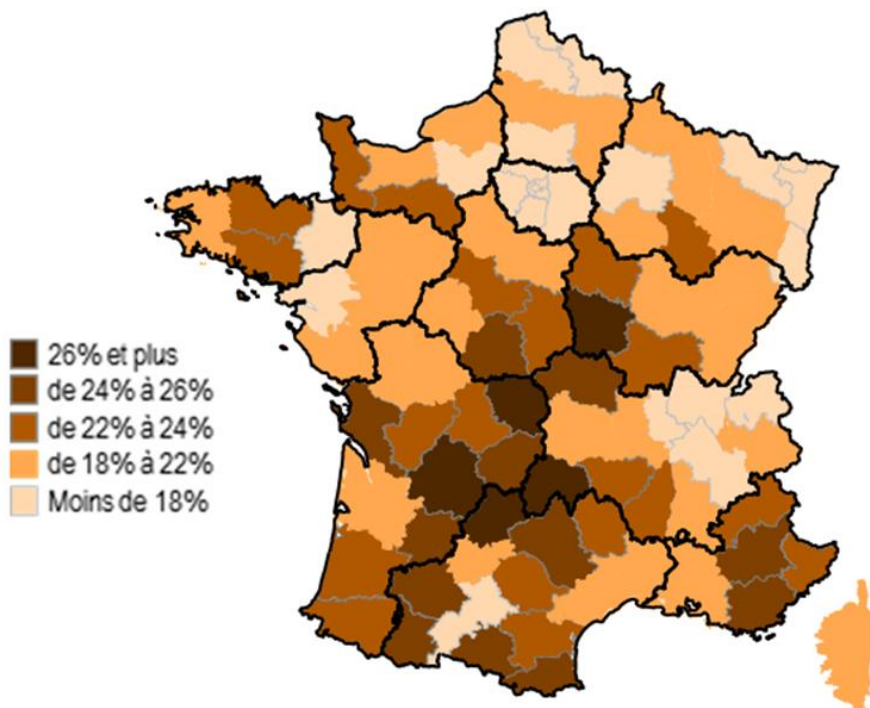 26% et plus
de 24% à 26%
de 22% à 24%
de 18% à 22%
Moins de 18%